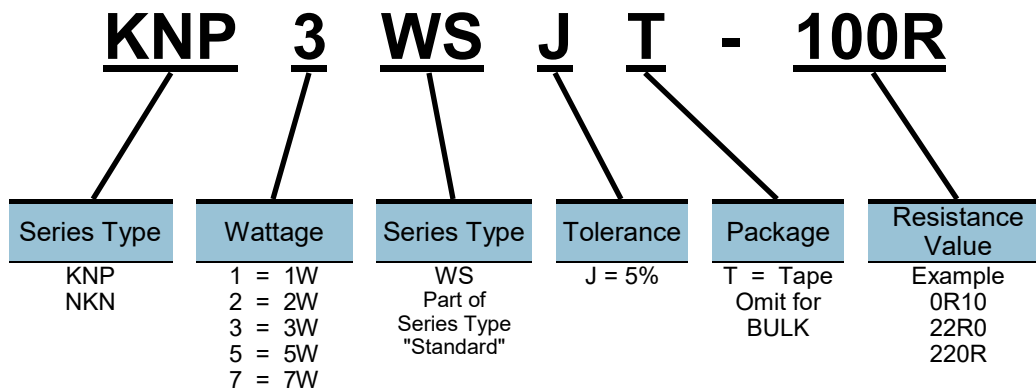 KNP 3 WS J T - 100R
Series Type
KNP
NKN
Wattage
1 = 1W
2 = 2W
3 = 3W
5 = 5W
7 = 7W
Series Type
WS
Part of
Series Type
"Standard"
Tolerance
J = 5%
Package
T = Tape
Omit for
BULK
Resistance
Value
Example
0R10
22R0
220R